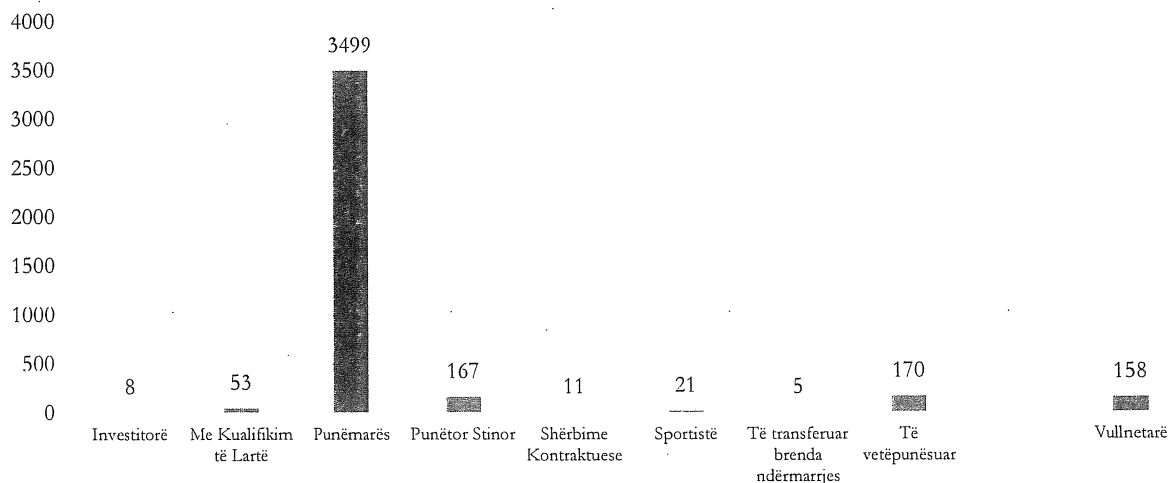 4000
3500
3000
2500
2000
1500
1000
500
0
8
53
3499
167
11
21
5
170
158
Investitorë
Me Kualifikim
të Lartë
Punëmarës
Punëtor Stinor
Shërbime
Kontraktuese
Sportistë
Të transferuar
brenda
ndërmarrjes
Të
vetëpunësuar
Vullnetarë